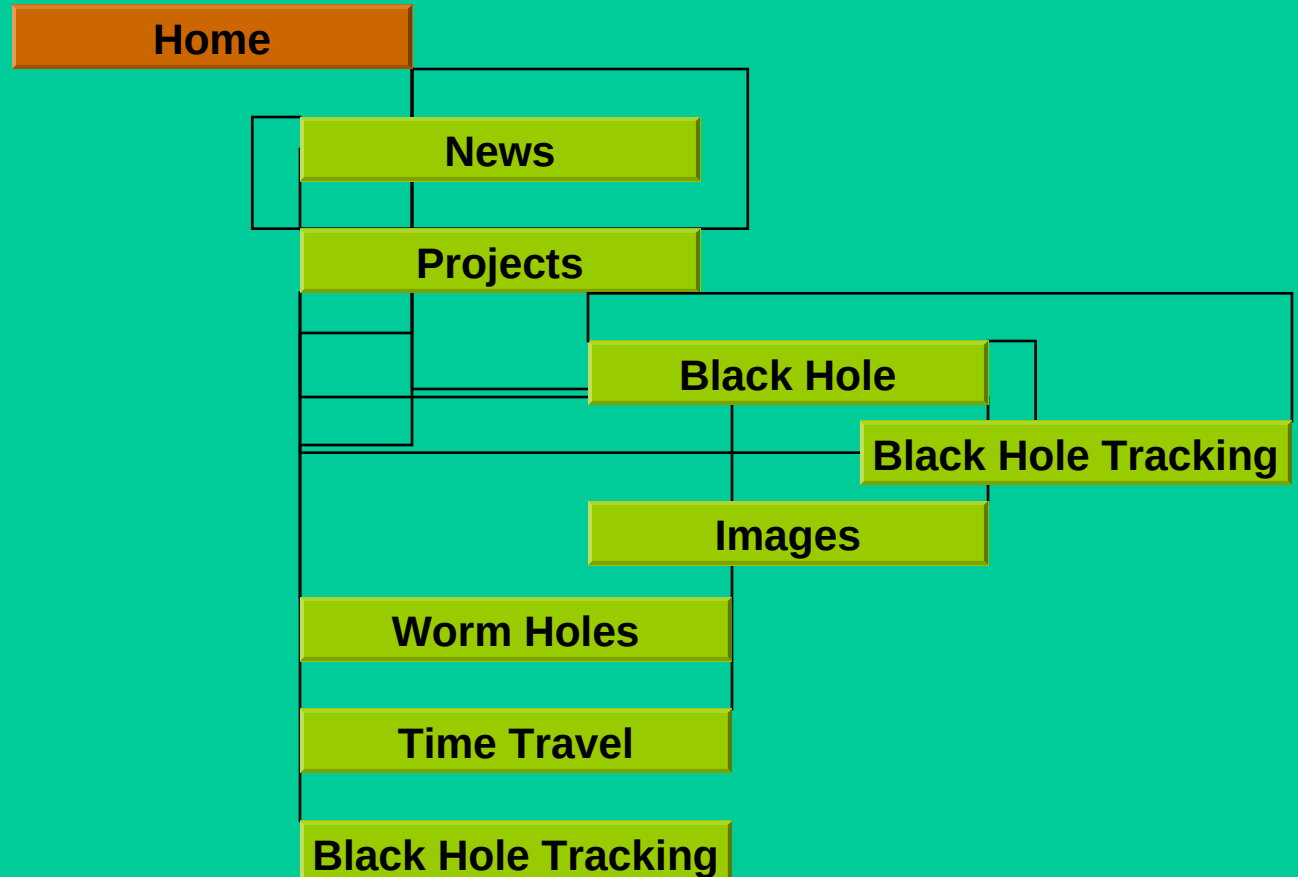 Home
News
Projects
Black Hole
Black Hole Tracking
Images
Worm Holes
Time Travel
Black Hole Tracking